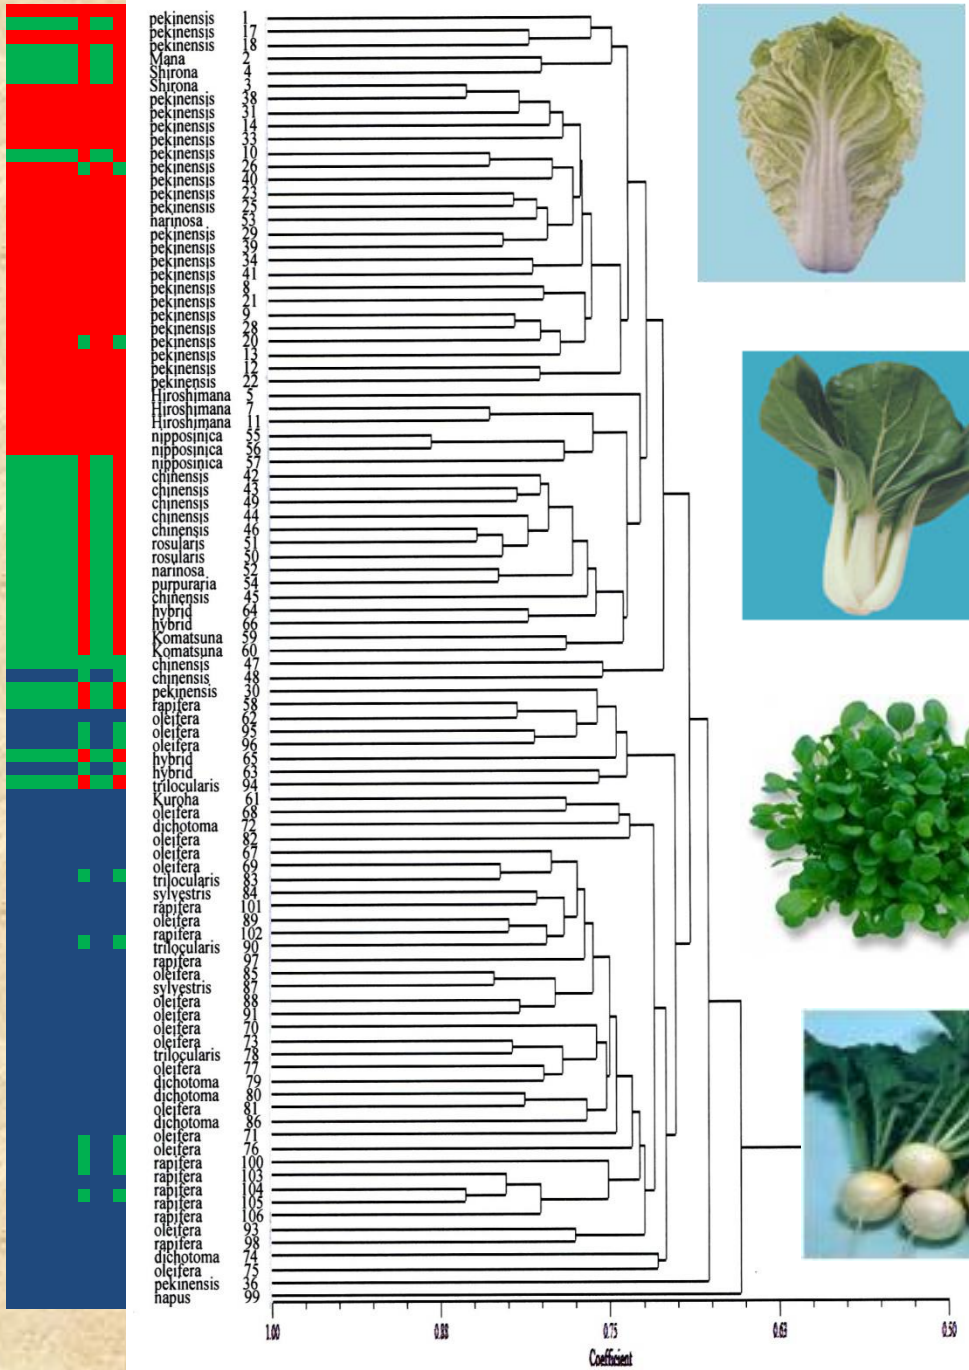 pekinensis 1
pekinensis 17
pekinensis 18
Mana 2
Shirona 4
Shirona 3
pekinensis 38
pekinensis 31
pekinensis 14
pekinensis 33
pekinensis 10
pekinensis 26
pekinensis 40
pekinensis 23
pekinensis 25
narinosa 53
pekinensis 29
pekinensis 39
pekinensis 34
pekinensis 41
pekinensis 8
pekinensis 21
pekinensis 9
pekinensis 28
pekinensis 20
pekinensis 13
pekinensis 12
pekinensis 22
Hiroshimana 5
Hiroshimana 7
Hiroshimana 11
nipposinica 55
nipposinica 56
nipposinica 57
chinensis 42
chinensis 43
chinensis 49
chinensis 44
chinensis 46
rosularis 51
rosularis 50
narinosa 52
purpuraria 54
chinensis 45
hybrid 64
hybrid 66
Komatsuna 59
Komatsuna 60
chinensis 47
chinensis 48
pekinensis 30
rapifera 58
oleifera 62
oleifera 95
oleifera 96
hybrid 65
hybrid 63
trilocularis 94
Kuroha 61
oleifera 68
dichotoma 72
oleifera 82
oleifera 67
oleifera 69
trilocularis 83
sylvestris 84
rapifera 101
oleifera 89
rapifera 102
trilocularis 90
rapifera 97
oleifera 85
sylvestris 87
oleifera 88
oleifera 91
oleifera 70
oleifera 73
trilocularis 78
oleifera 77
dichotoma 79
dichotoma 80
oleifera 81
dichotoma 86
oleifera 71
oleifera 76
rapifera 100
rapifera 103
rapifera 104
rapifera 105
rapifera 106
oleifera 93
rapifera 98
dichotoma 74
oleifera 75
pekinensis 36
napus 99
1.00 0.88 0.75 0.63 0.50
Coefficient